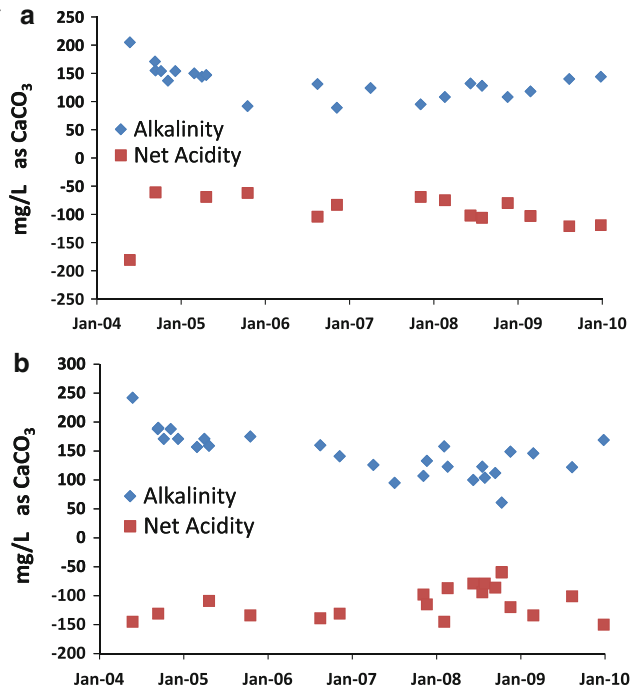 a
250
200
150
100
50
0
-50
-100
-150
-200
-250
mg/L as CaCO3
Alkalinity
Net Acidity
Jan-04 Jan-05 Jan-06 Jan-07 Jan-08 Jan-09 Jan-10
b
300
250
200
150
100
50
0
-50
-100
-150
-200
mg/L as CaCO3
Alkalinity
Net Acidity
Jan-04 Jan-05 Jan-06 Jan-07 Jan-08 Jan-09 Jan-10